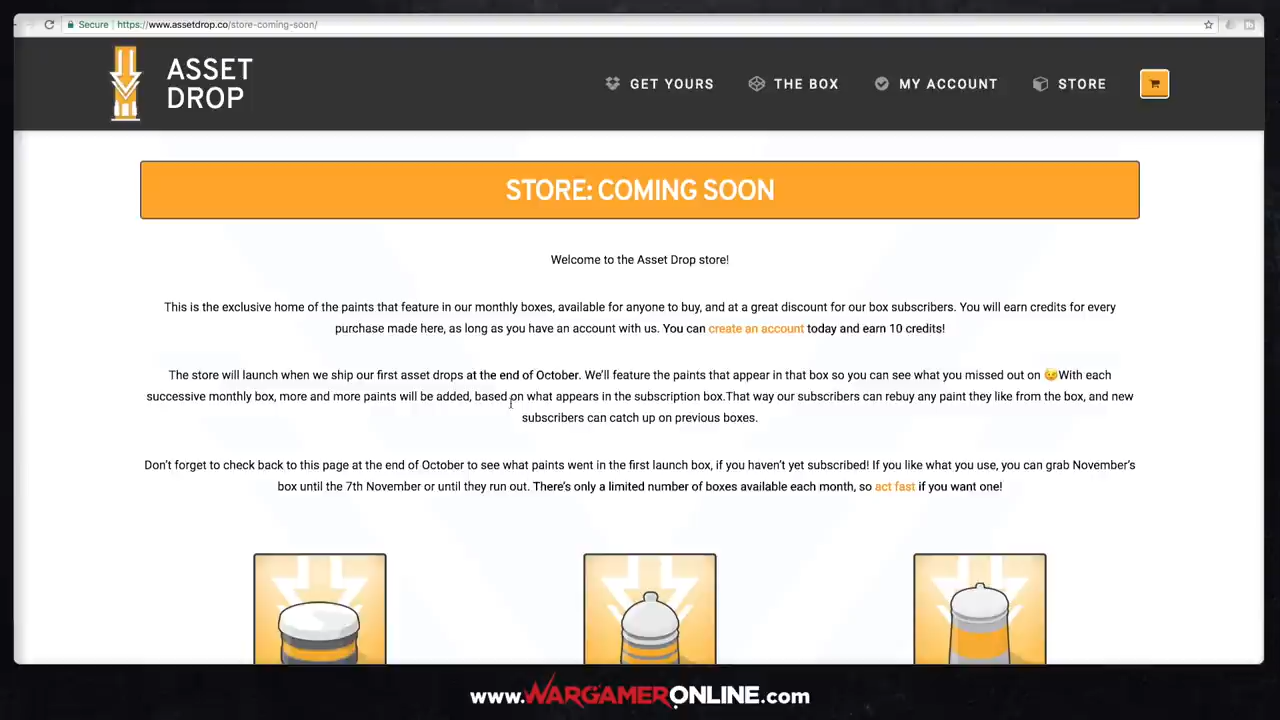 Secure | https://www.assetdrop.co/store-coming-soon/
ASSET DROP
GET YOURS
THE BOX
MY ACCOUNT
STORE
STORE: COMING SOON
Welcome to the Asset Drop store!
This is the exclusive home of the paints that feature in our monthly boxes, available for anyone to buy, and at a great discount for our box subscribers. You will earn credits for every
purchase made here, as long as you have an account with us. You can create an account today and earn 10 credits!
The store will launch when we ship our first asset drops at the end of October. We’ll feature the paints that appear in that box so you can see what you missed out on 😉With each
successive monthly box, more and more paints will be added, based on what appears in the subscription box.That way our subscribers can rebuy any paint they like from the box, and new
subscribers can catch up on previous boxes.
Don’t forget to check back to this page at the end of October to see what paints went in the first launch box, if you haven’t yet subscribed! If you like what you use, you can grab November’s
box until the 7th November or until they run out. There’s only a limited number of boxes available each month, so act fast if you want one!
www.WARGAMERONLINE.com